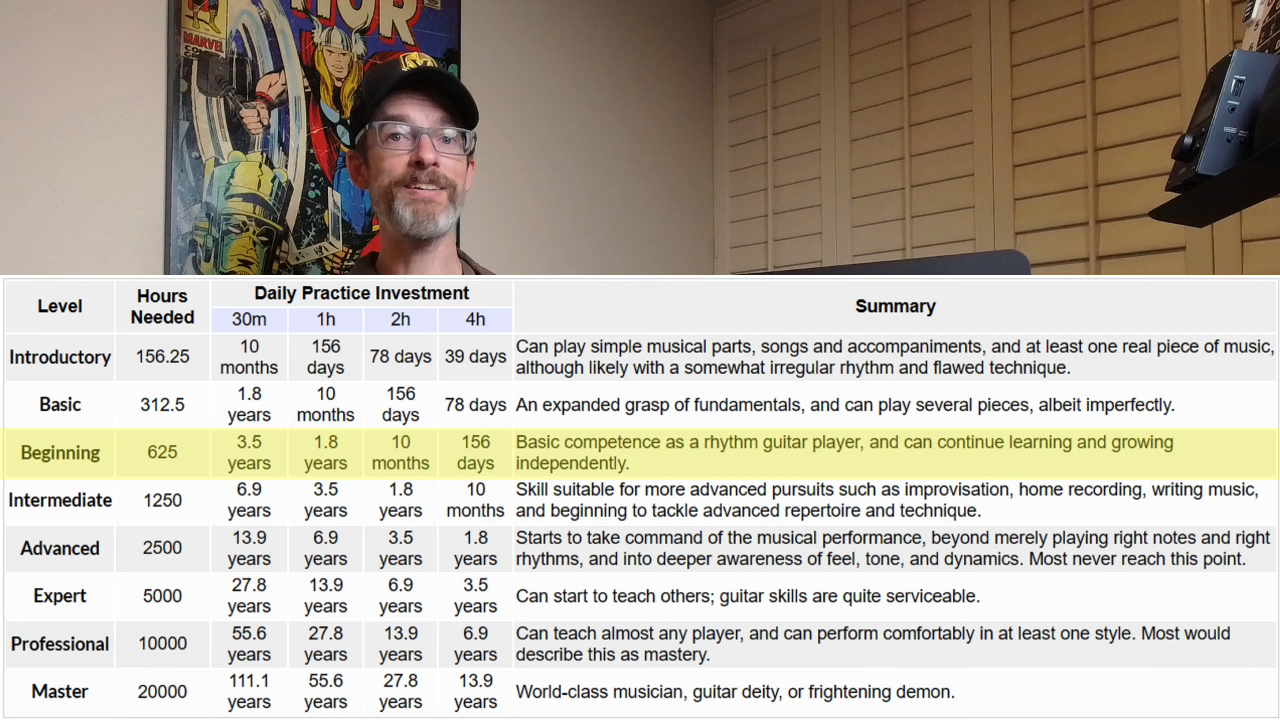 THOR
MARVEL
Level
Hours Needed
Daily Practice Investment
Summary
30m 1h 2h 4h
Introductory 156.25 10 months 156 days 78 days 39 days Can play simple musical parts, songs and accompaniments, and at least one real piece of music,
although likely with a somewhat irregular rhythm and flawed technique.
Basic 312.5 1.8 years 10 months 156 days 78 days An expanded grasp of fundamentals, and can play several pieces, albeit imperfectly.
Beginning 625 3.5 years 1.8 years 10 months 156 days Basic competence as a rhythm guitar player, and can continue learning and growing
independently.
Intermediate 1250 6.9 years 3.5 years 1.8 years 10 months Skill suitable for more advanced pursuits such as improvisation, home recording, writing music,
and beginning to tackle advanced repertoire and technique.
Advanced 2500 13.9 years 6.9 years 3.5 years 1.8 years Starts to take command of the musical performance, beyond merely playing right notes and right
rhythms, and into deeper awareness of feel, tone, and dynamics. Most never reach this point.
Expert 5000 27.8 years 13.9 years 6.9 years 3.5 years Can start to teach others; guitar skills are quite serviceable.
Professional 10000 55.6 years 27.8 years 13.9 years 6.9 years Can teach almost any player, and can perform comfortably in at least one style. Most would
describe this as mastery.
Master 20000 111.1 years 55.6 years 27.8 years 13.9 years World-class musician, guitar deity, or frightening demon.